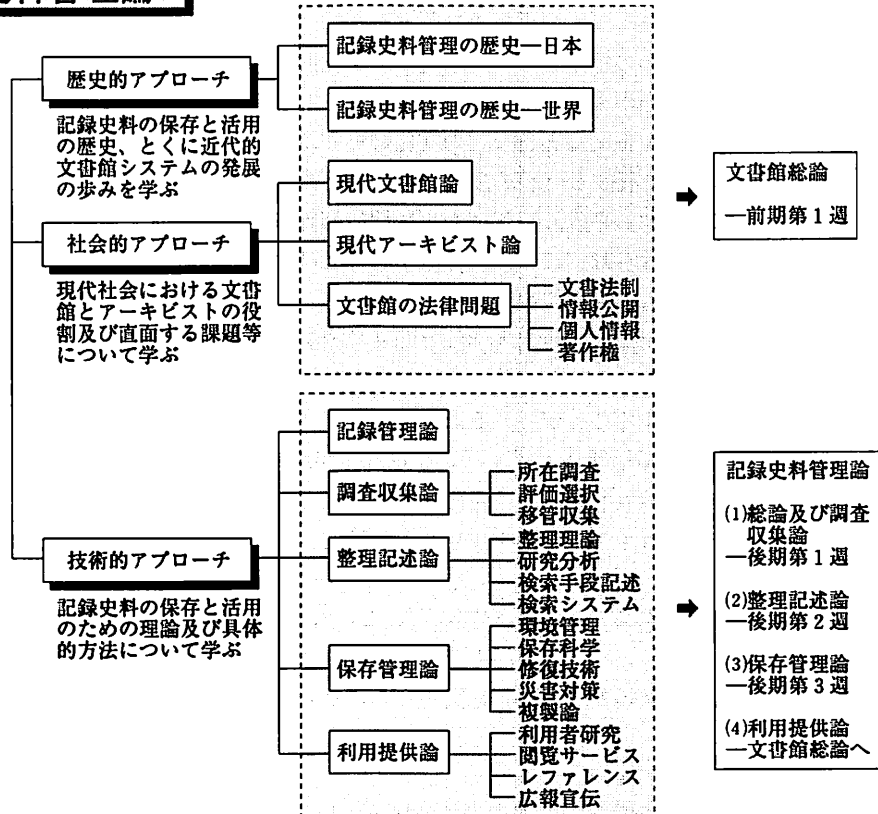 歴史的アプローチ
記録史料の保存と活用
の歴史、とくに近代的
文書館システムの発展
の歩みを学ぶ
社会的アプローチ
現代社会における文書
館とアーキビストの役
割及び直面する課題等
について学ぶ
技術的アプローチ
記録史料の保存と活用
のための理論及び具体
的方法について学ぶ
記録史料管理の歴史―日本
記録史料管理の歴史―世界
現代文書館論
現代アーキビスト論
文書館の法律問題
文書法制
情報公開
個人情報
著作権
記録管理論
調査収集論
所在調査
評価選択
移管収集
整理記述論
整理理論
研究分析
検索手段記述
検索システム
保存管理論
環境管理
保存科学
修復技術
災害対策
複製論
利用提供論
利用者研究
閲覧サービス
レファレンス
広報宣伝
文書館総論
―前期第1週
記録史料管理論
(1)総論及び調査
収集論
―後期第1週
(2)整理記述論
―後期第2週
(3)保存管理論
―後期第3週
(4)利用提供論
―文書館総論へ